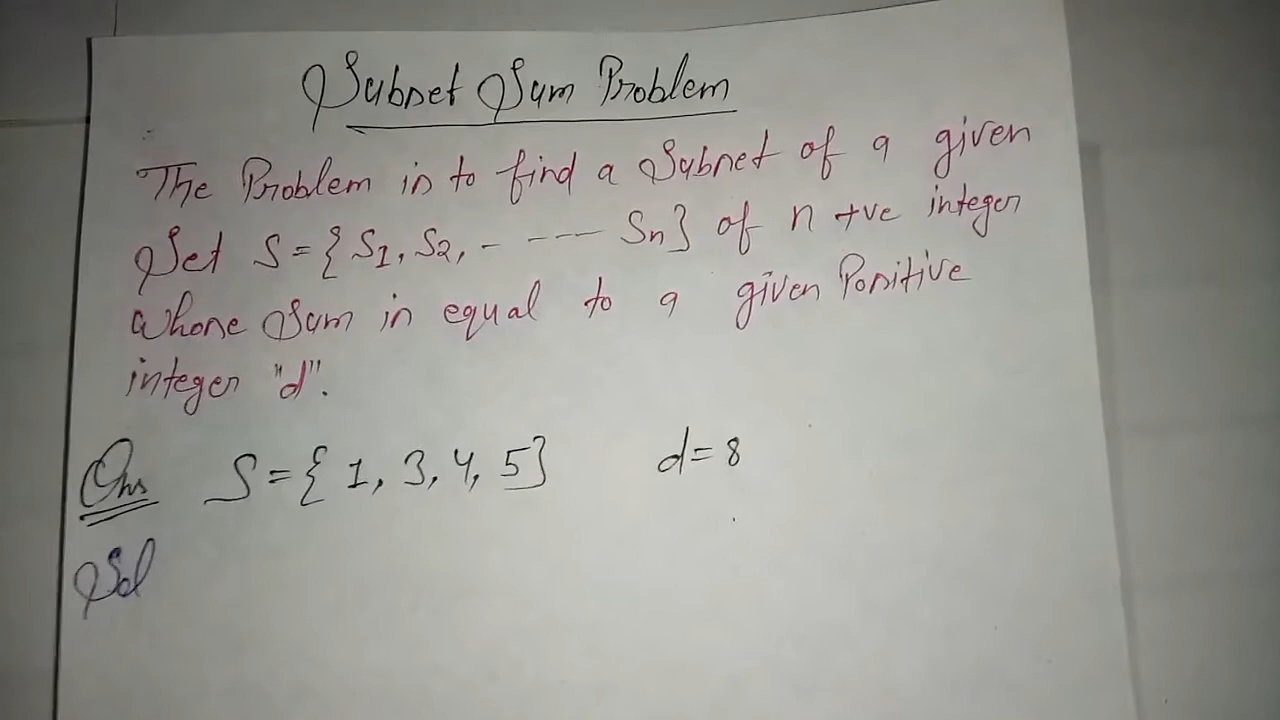 Subset Sum Problem
The Problem is to find a Subset of a given
Set S = {S1, S2, - ---- Sn} of n +ve integer
whose Sum is equal to a given Positive
integer "d".
Qns S = {1, 3, 4, 5} d = 8
Sol